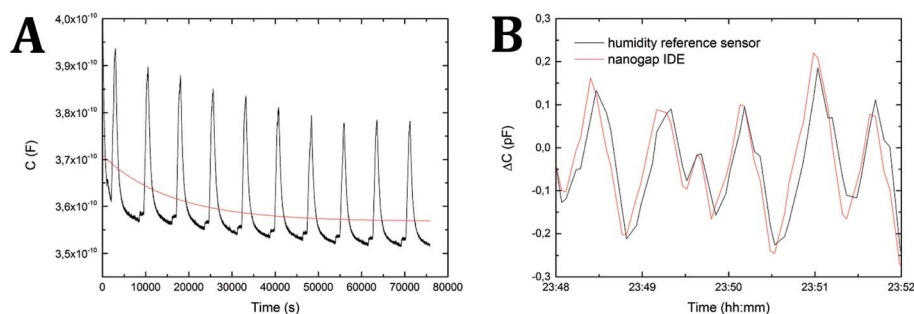 A
4,0x10⁻¹⁰
3,9x10⁻¹⁰
3,8x10⁻¹⁰
3,7x10⁻¹⁰
3,6x10⁻¹⁰
3,5x10⁻¹⁰
C (F)
0 10000 20000 30000 40000 50000 60000 70000 80000
Time (s)
B
humidity reference sensor
nanogap IDE
0,3
0,2
0,1
0,0
-0,1
-0,2
-0,3
ΔC (pF)
23:48 23:49 23:50 23:51 23:52
Time (hh:mm)